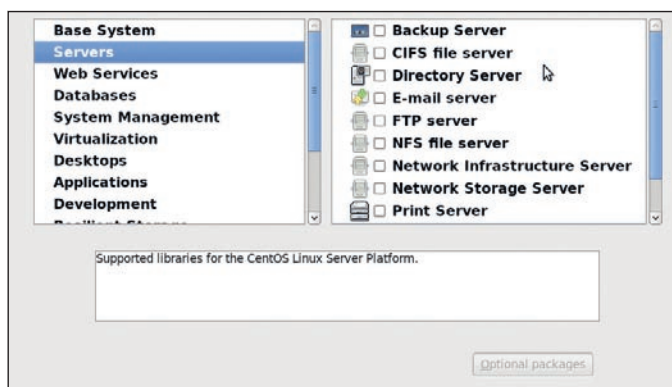 Base System
Servers
Web Services
Databases
System Management
Virtualization
Desktops
Applications
Development
Resilient Storage
Backup Server
CIFS file server
Directory Server
E-mail server
FTP server
NFS file server
Network Infrastructure Server
Network Storage Server
Print Server
Supported libraries for the CentOS Linux Server Platform.
Optional packages